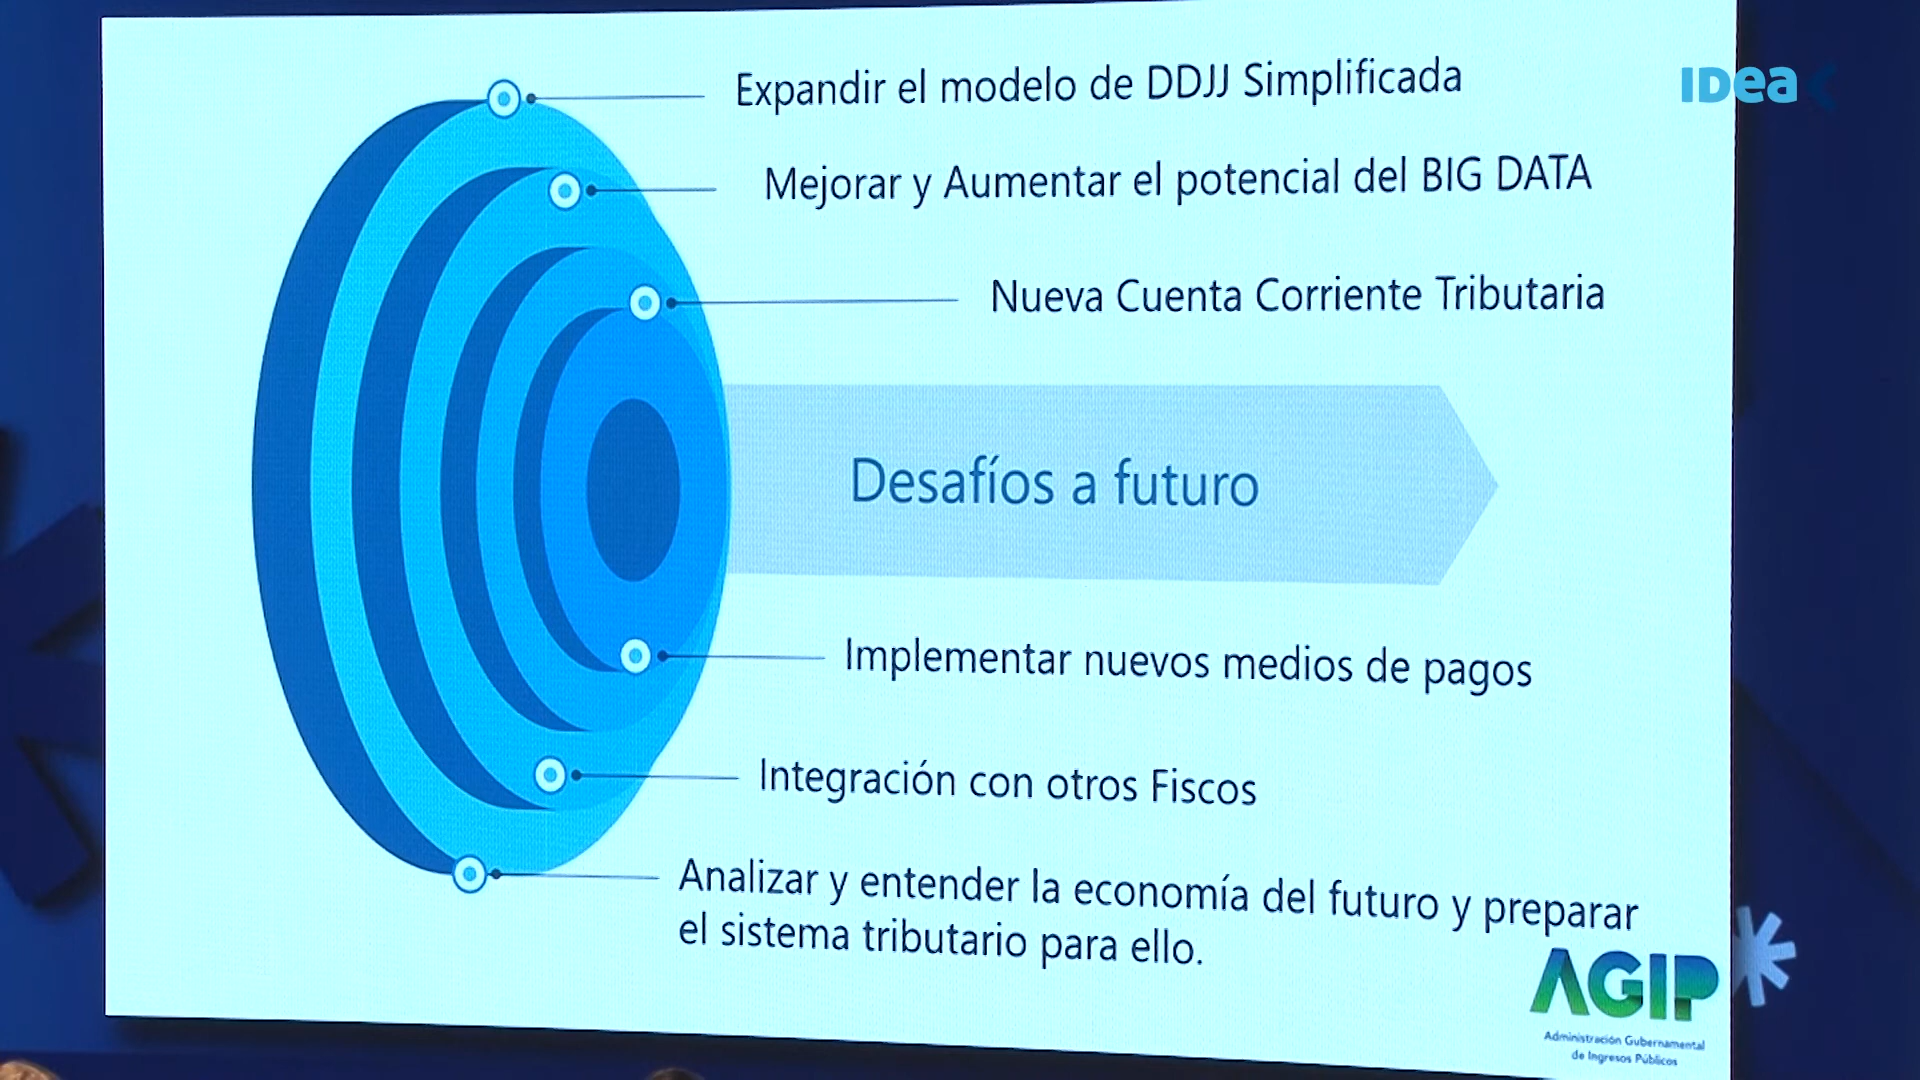 Expandir el modelo de DDJJ Simplificada
IDea
Mejorar y Aumentar el potencial del BIG DATA
Nueva Cuenta Corriente Tributaria
Desafíos a futuro
Implementar nuevos medios de pagos
Integración con otros Fiscos
Analizar y entender la economía del futuro y preparar
el sistema tributario para ello.
AGIP
Administración Gubernamental
de Ingresos Públicos